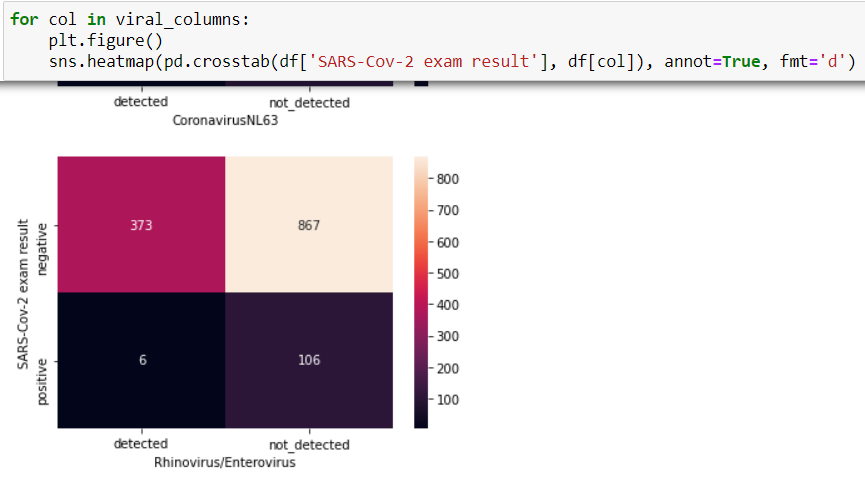 for col in viral_columns:
plt.figure()
sns.heatmap(pd.crosstab(df['SARS-Cov-2 exam result'], df[col]), annot=True, fmt='d')
detected not_detected
CoronavirusNL63
SARS-Cov-2 exam result
negative
positive
373 867
6 106
detected not_detected
Rhinovirus/Enterovirus
800
700
600
500
400
300
200
100